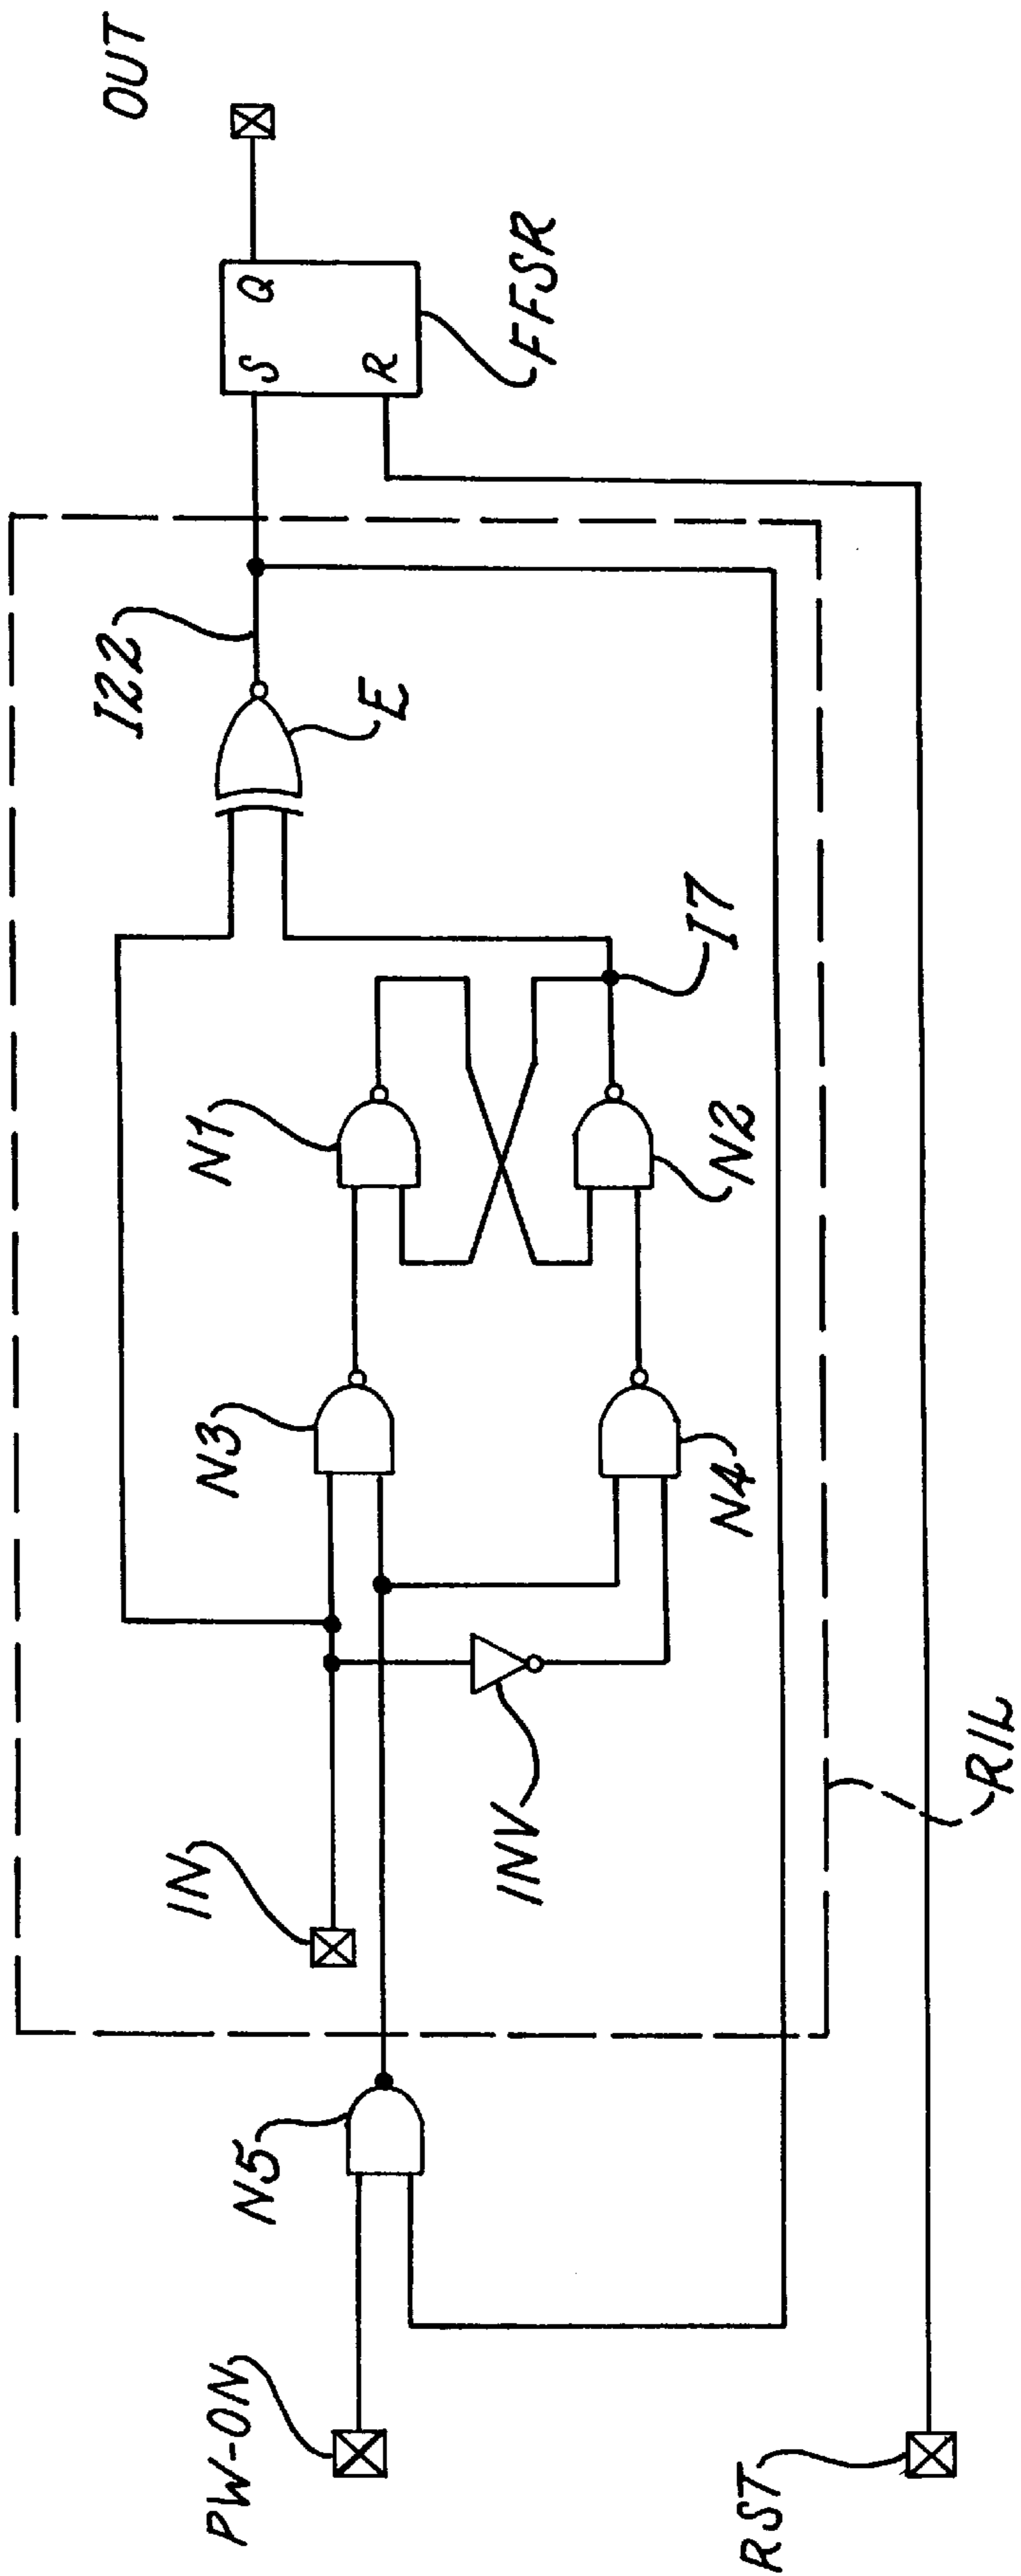 OUT
S Q
R
FFSR
I22
E
I7
N1
N2
N3
N4
IN
INV
RIL
N5
PW-ON
RST